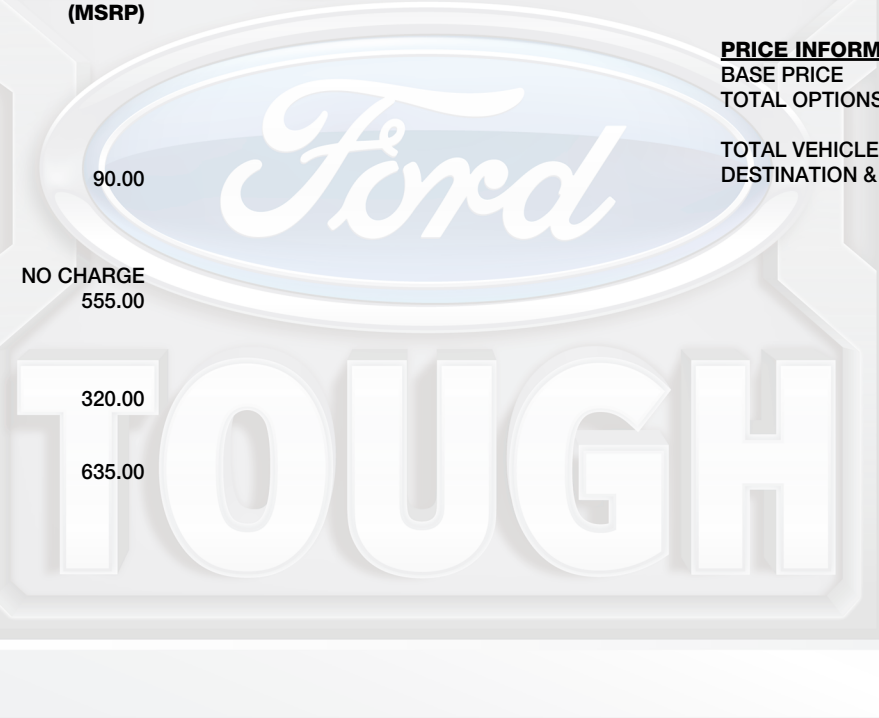 (MSRP)
90.00
NO CHARGE
555.00
320.00
635.00
PRICE INFORM
BASE PRICE
TOTAL OPTIONS
TOTAL VEHICLE
DESTINATION &
Ford
TOUGH